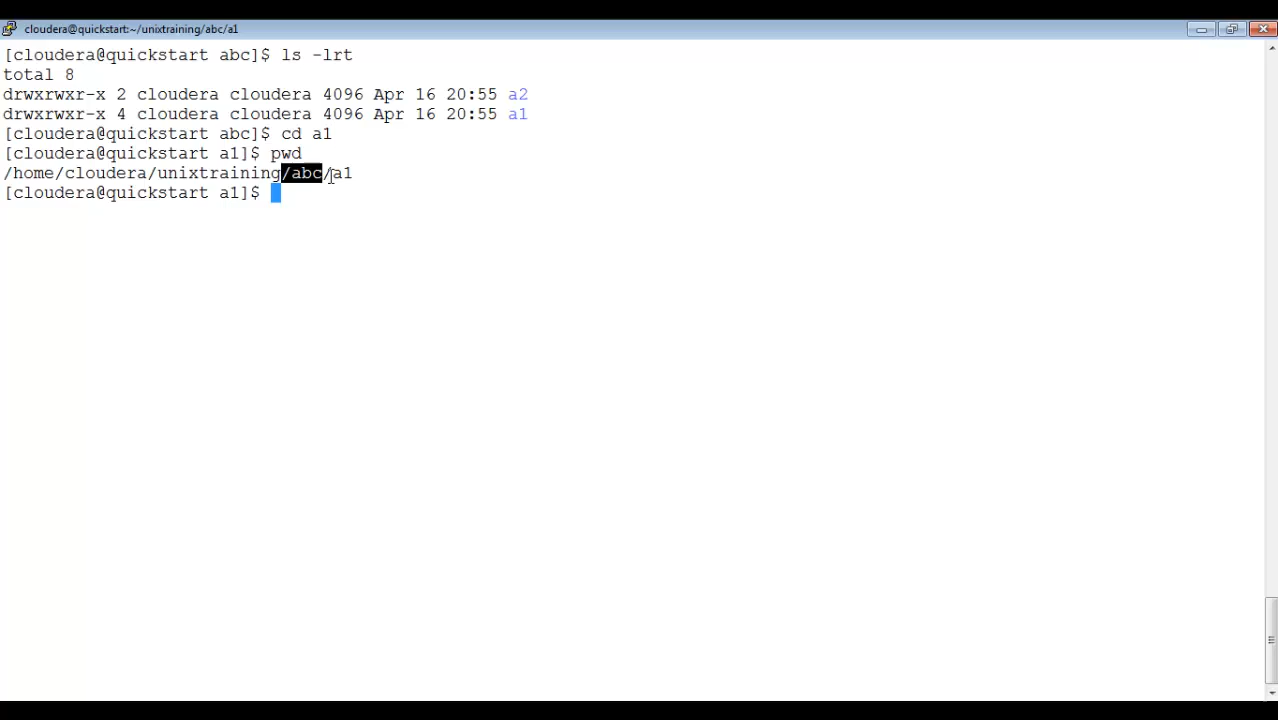 cloudera@quickstart:~/unixtraining/abc/a1
[cloudera@quickstart abc]$ ls -lrt
total 8
drwxrwxr-x 2 cloudera cloudera 4096 Apr 16 20:55 a2
drwxrwxr-x 4 cloudera cloudera 4096 Apr 16 20:55 a1
[cloudera@quickstart abc]$ cd a1
[cloudera@quickstart a1]$ pwd
/home/cloudera/unixtraining/abc/a1
[cloudera@quickstart a1]$